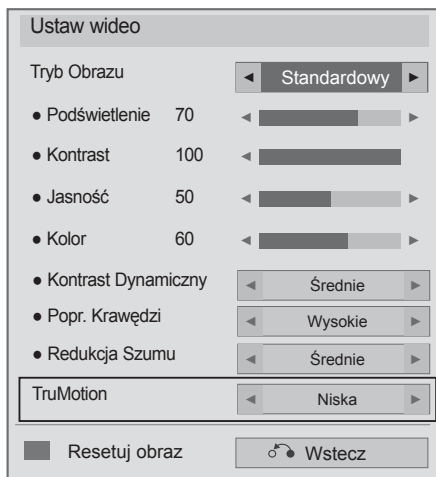 Ustaw wideo
Tryb Obrazu ◄ Standardowy ►
● Podświetlenie 70 ◄ ►
● Kontrast 100 ◄
● Jasność 50 ◄ ►
● Kolor 60 ◄ ►
● Kontrast Dynamiczny ◄ Średnie ►
● Popr. Krawędzi ◄ Wysokie ►
● Redukcja Szumu ◄ Średnie ►
TruMotion ◄ Niska ►
Resetuj obraz Wstecz